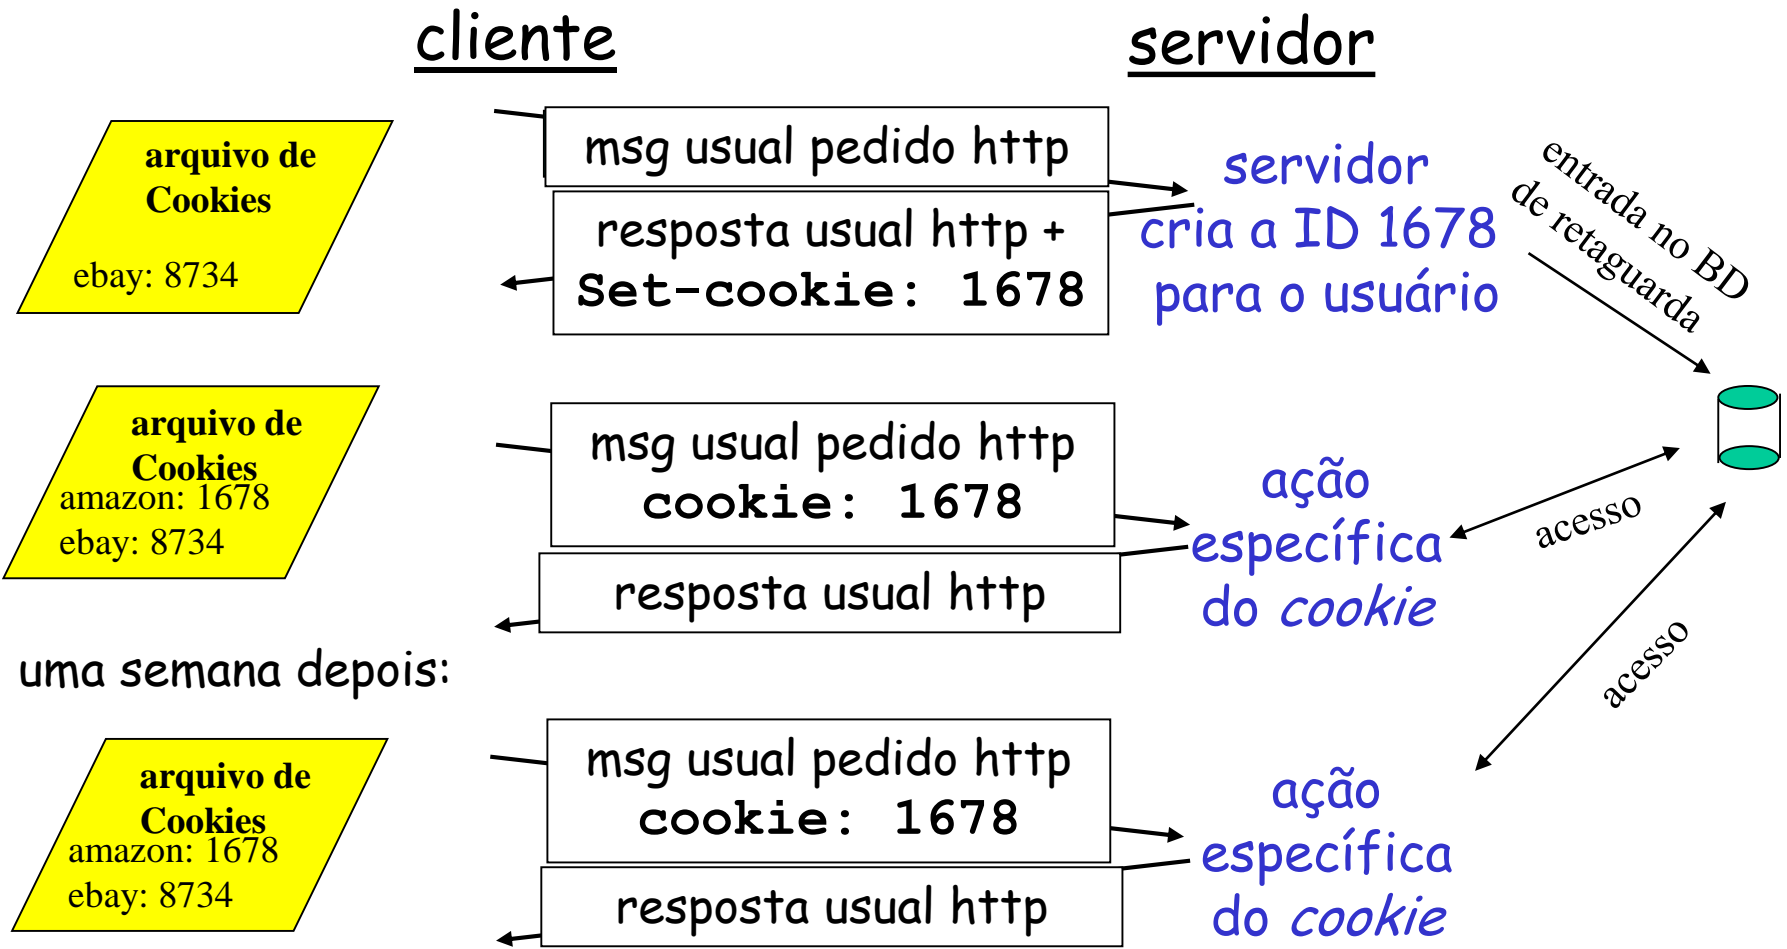 cliente
servidor
arquivo de
Cookies
ebay: 8734
msg usual pedido http
resposta usual http +
Set-cookie: 1678
servidor
cria a ID 1678
para o usuário
entrada no BD
de retaguarda
arquivo de
Cookies
amazon: 1678
ebay: 8734
msg usual pedido http
cookie: 1678
resposta usual http
ação
específica
do cookie
acesso
acesso
uma semana depois:
arquivo de
Cookies
amazon: 1678
ebay: 8734
msg usual pedido http
cookie: 1678
resposta usual http
ação
específica
do cookie